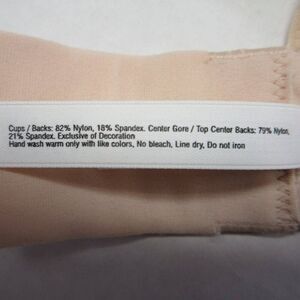 Cups / Backs: 82% Nylon, 18% Spandex. Center Gore / Top Center Backs: 79% Nylon,
21% Spandex. Exclusive of Decoration
Hand wash warm only with like colors, No bleach, Line dry, Do not iron